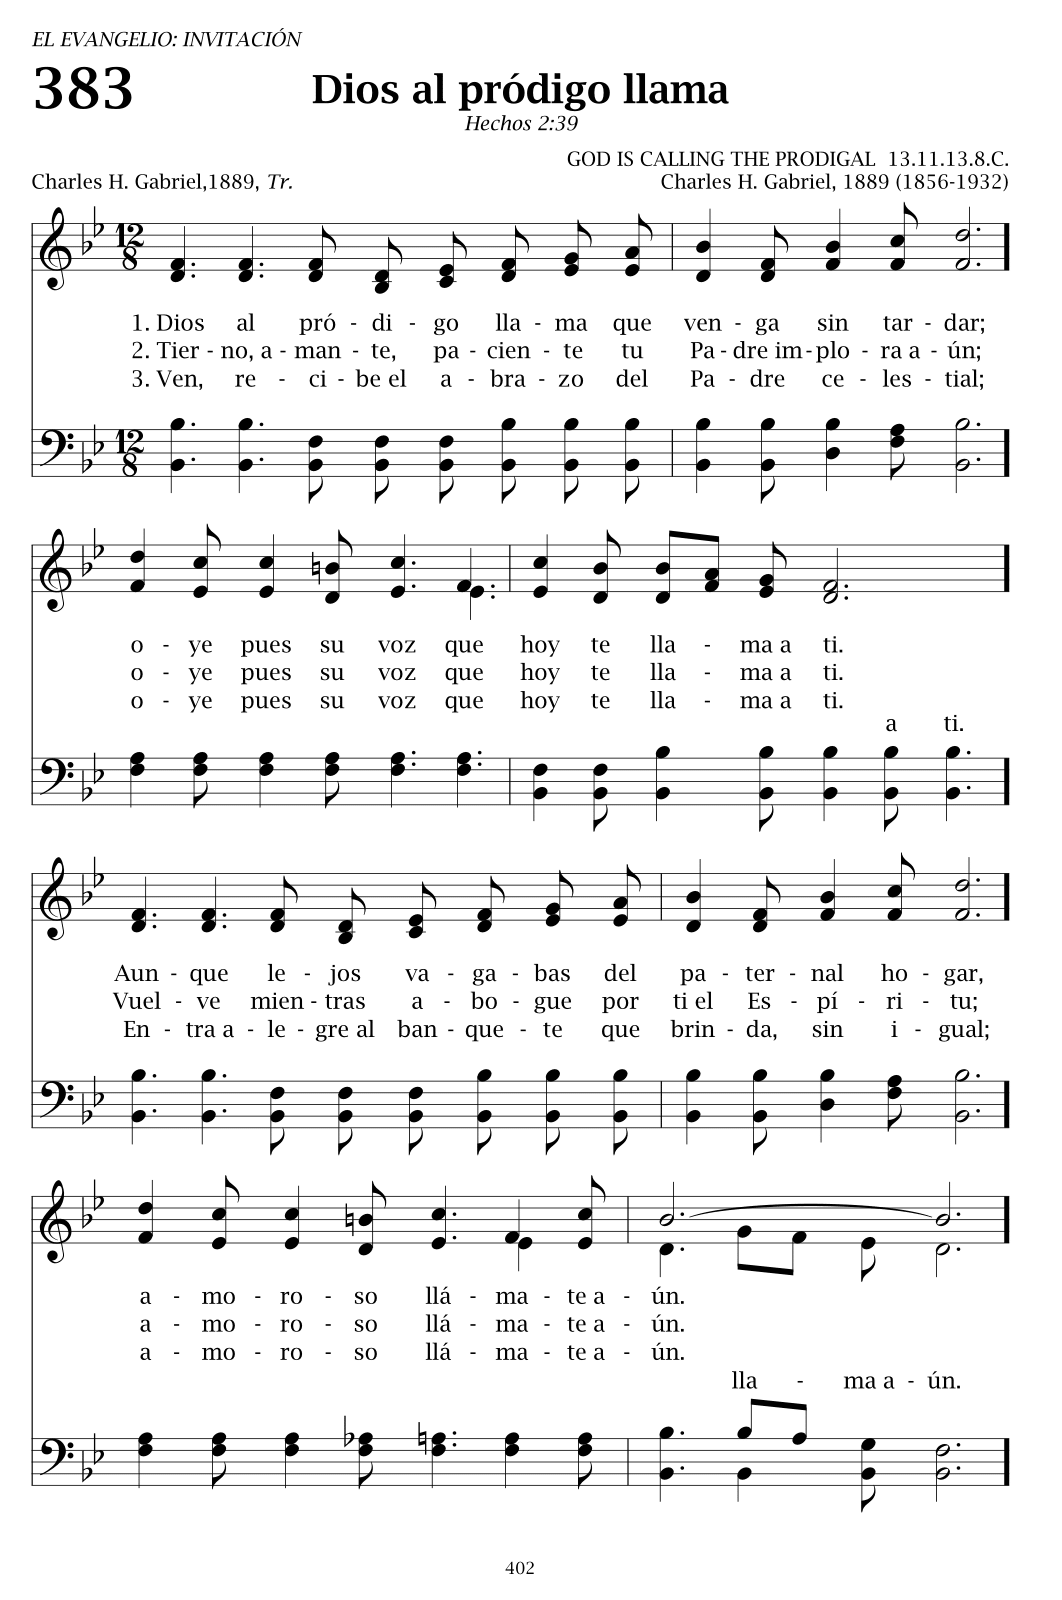 EL EVANGELIO: INVITACIÓN
383 Dios al pródigo llama
Hechos 2:39
GOD IS CALLING THE PRODIGAL 13.11.13.8.C.
Charles H. Gabriel,1889, Tr. Charles H. Gabriel, 1889 (1856-1932)
12
8
1. Dios al pró - di - go lla - ma que ven - ga sin tar - dar;
2. Tier - no, a - man - te, pa - cien - te tu Pa - dre im - plo - ra a - ún;
3. Ven, re - ci - be el a - bra - zo del Pa - dre ce - les - tial;
12
8
o - ye pues su voz que hoy te lla - ma a ti.
o - ye pues su voz que hoy te lla - ma a ti.
o - ye pues su voz que hoy te lla - ma a ti.
a ti.
Aun - que le - jos va - ga - bas del pa - ter - nal ho - gar,
Vuel - ve mien - tras a - bo - gue por ti el Es - pí - ri - tu;
En - tra a - le - gre al ban - que - te que brin - da, sin i - gual;
a - mo - ro - so llá - ma - te a - ún.
a - mo - ro - so llá - ma - te a - ún.
a - mo - ro - so llá - ma - te a - ún.
lla - ma a - ún.
402